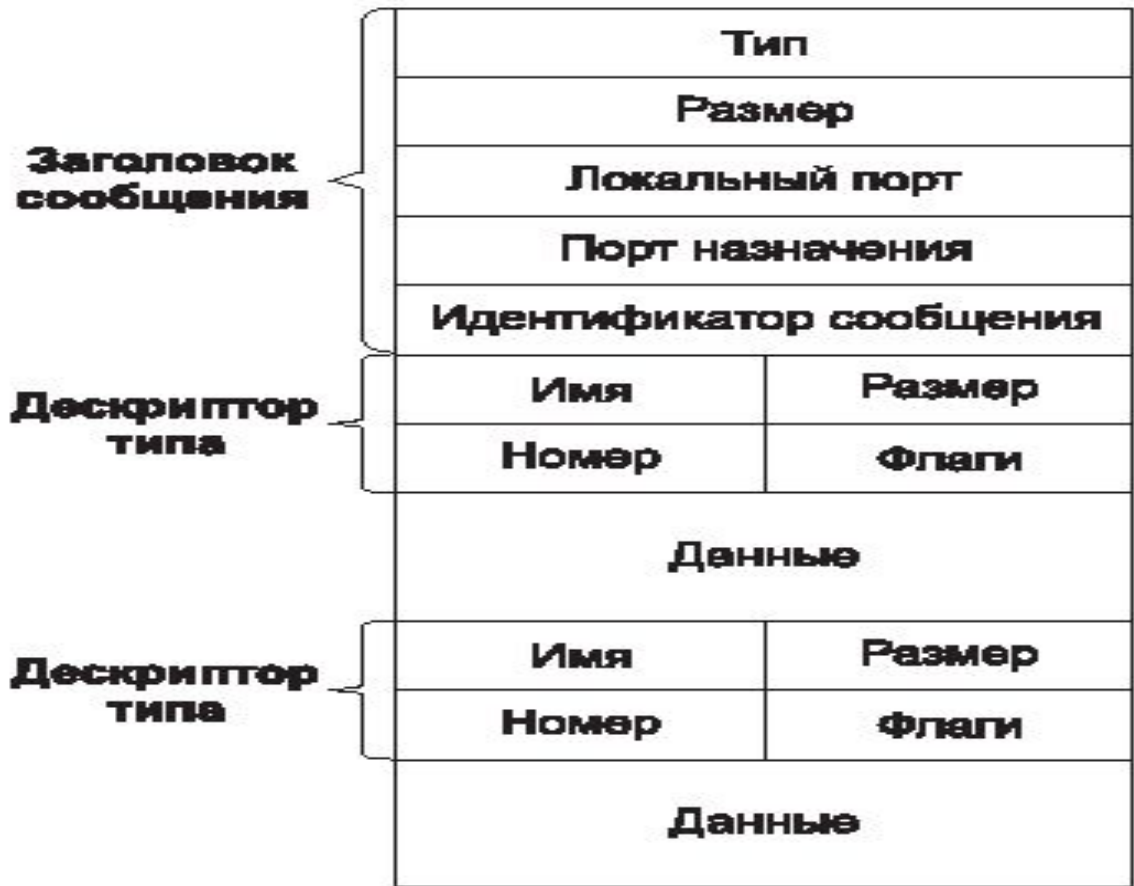 Тип
Размер
Заголовок
сообщения
Локальный порт
Порт назначения
Идентификатор сообщения
Дескриптор
типа
Имя
Размер
Номер
Флаги
Данные
Дескриптор
типа
Имя
Размер
Номер
Флаги
Данные